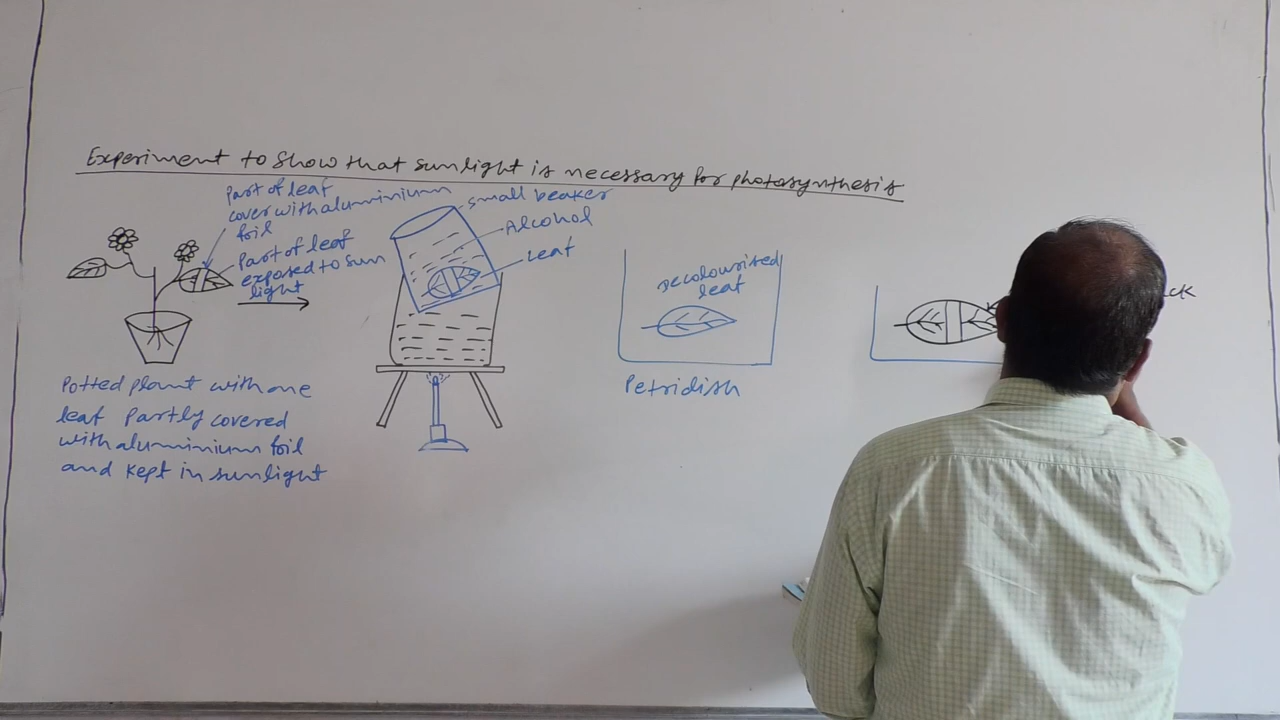 Experiment to show that sunlight is necessary for photosynthesis
Part of leaf
cover with aluminium
foil
Part of leaf
exposed to sun
light
Potted plant with one
leaf Partly covered
with aluminium foil
and kept in sunlight
small beaker
Alcohol
Leaf
Decolourised
leaf
Petridish